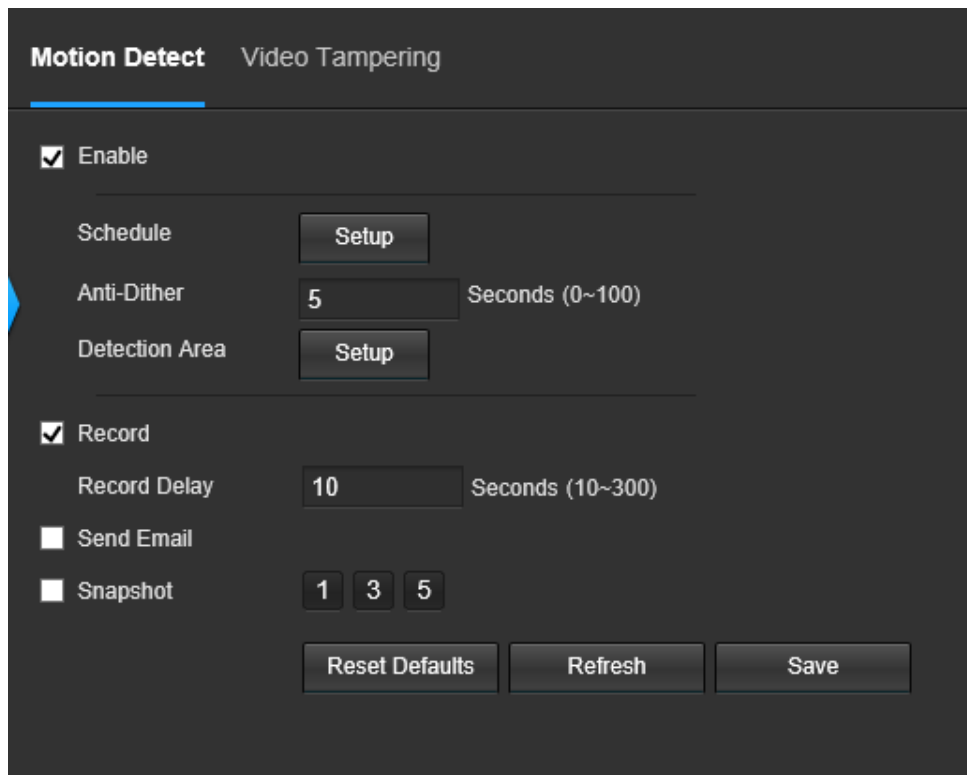 Motion Detect Video Tampering
Enable
Schedule Setup
Anti-Dither 5 Seconds (0~100)
Detection Area Setup
Record
Record Delay 10 Seconds (10~300)
Send Email
Snapshot 1 3 5
Reset Defaults Refresh Save